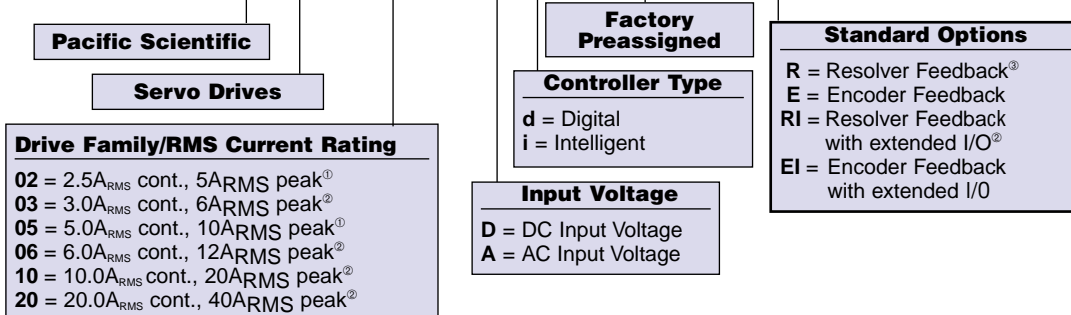 Pacific Scientific
Servo Drives
Drive Family/RMS Current Rating
02 = 2.5ARMS cont., 5ARMS peak①
03 = 3.0ARMS cont., 6ARMS peak②
05 = 5.0ARMS cont., 10ARMS peak①
06 = 6.0ARMS cont., 12ARMS peak②
10 = 10.0ARMS cont., 20ARMS peak②
20 = 20.0ARMS cont., 40ARMS peak②
Factory
Preassigned
Controller Type
d = Digital
i = Intelligent
Input Voltage
D = DC Input Voltage
A = AC Input Voltage
Standard Options
R = Resolver Feedback③
E = Encoder Feedback
RI = Resolver Feedback
with extended I/O②
EI = Encoder Feedback
with extended I/0